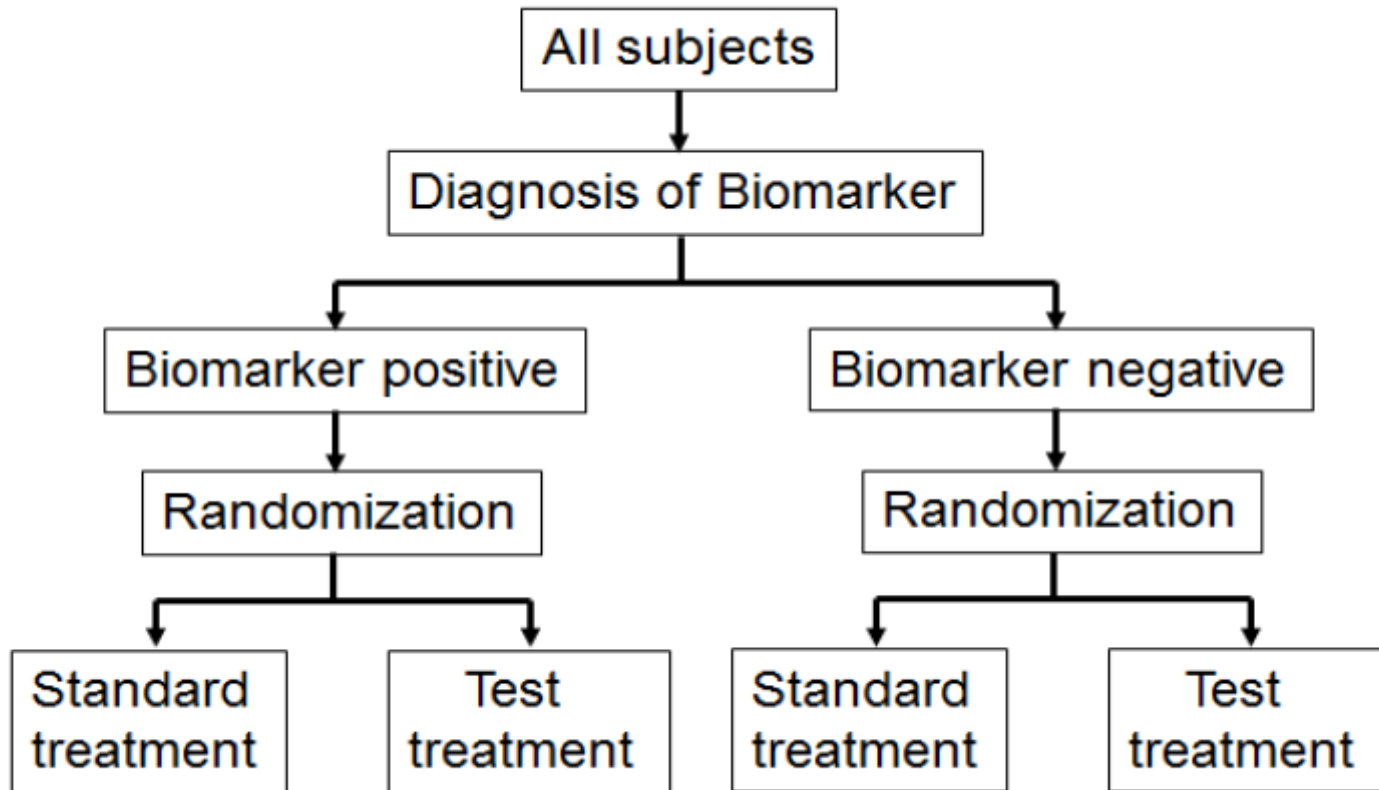 All subjects
Diagnosis of Biomarker
Biomarker positive
Biomarker negative
Randomization
Randomization
Standard
treatment
Test
treatment
Standard
treatment
Test
treatment